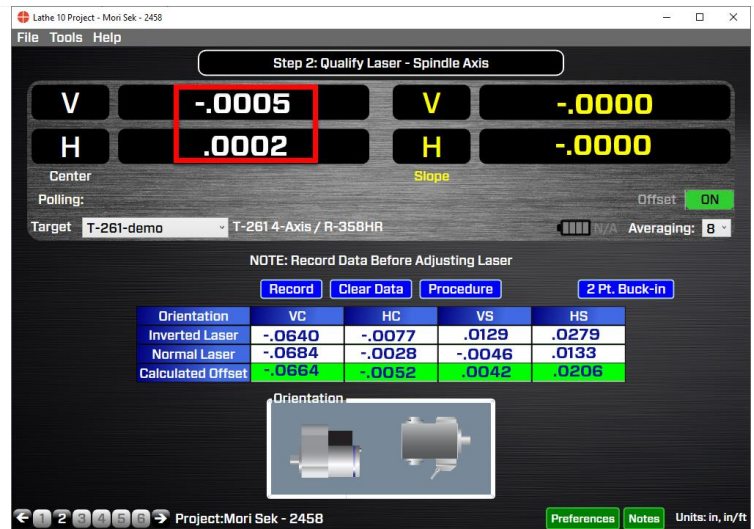 Lathe 10 Project - Mori Sek - 2458
File Tools Help
Step 2: Qualify Laser - Spindle Axis
V -.0005 V -.0000
H .0002 H -.0000
Center Slope
Polling: Offset ON
Target T-261-demo T-261 4-Axis / R-358HR N/A Averaging: 8
NOTE: Record Data Before Adjusting Laser
Record Clear Data Procedure 2 Pt. Buck-in
Orientation VC HC VS HS
Inverted Laser -.0640 -.0077 .0129 .0279
Normal Laser -.0684 -.0028 -.0046 .0133
Calculated Offset -.0664 -.0052 .0042 .0206
Orientation
1 2 3 4 5 6 Project:Mori Sek - 2458 Preferences Notes Units: in, in/ft